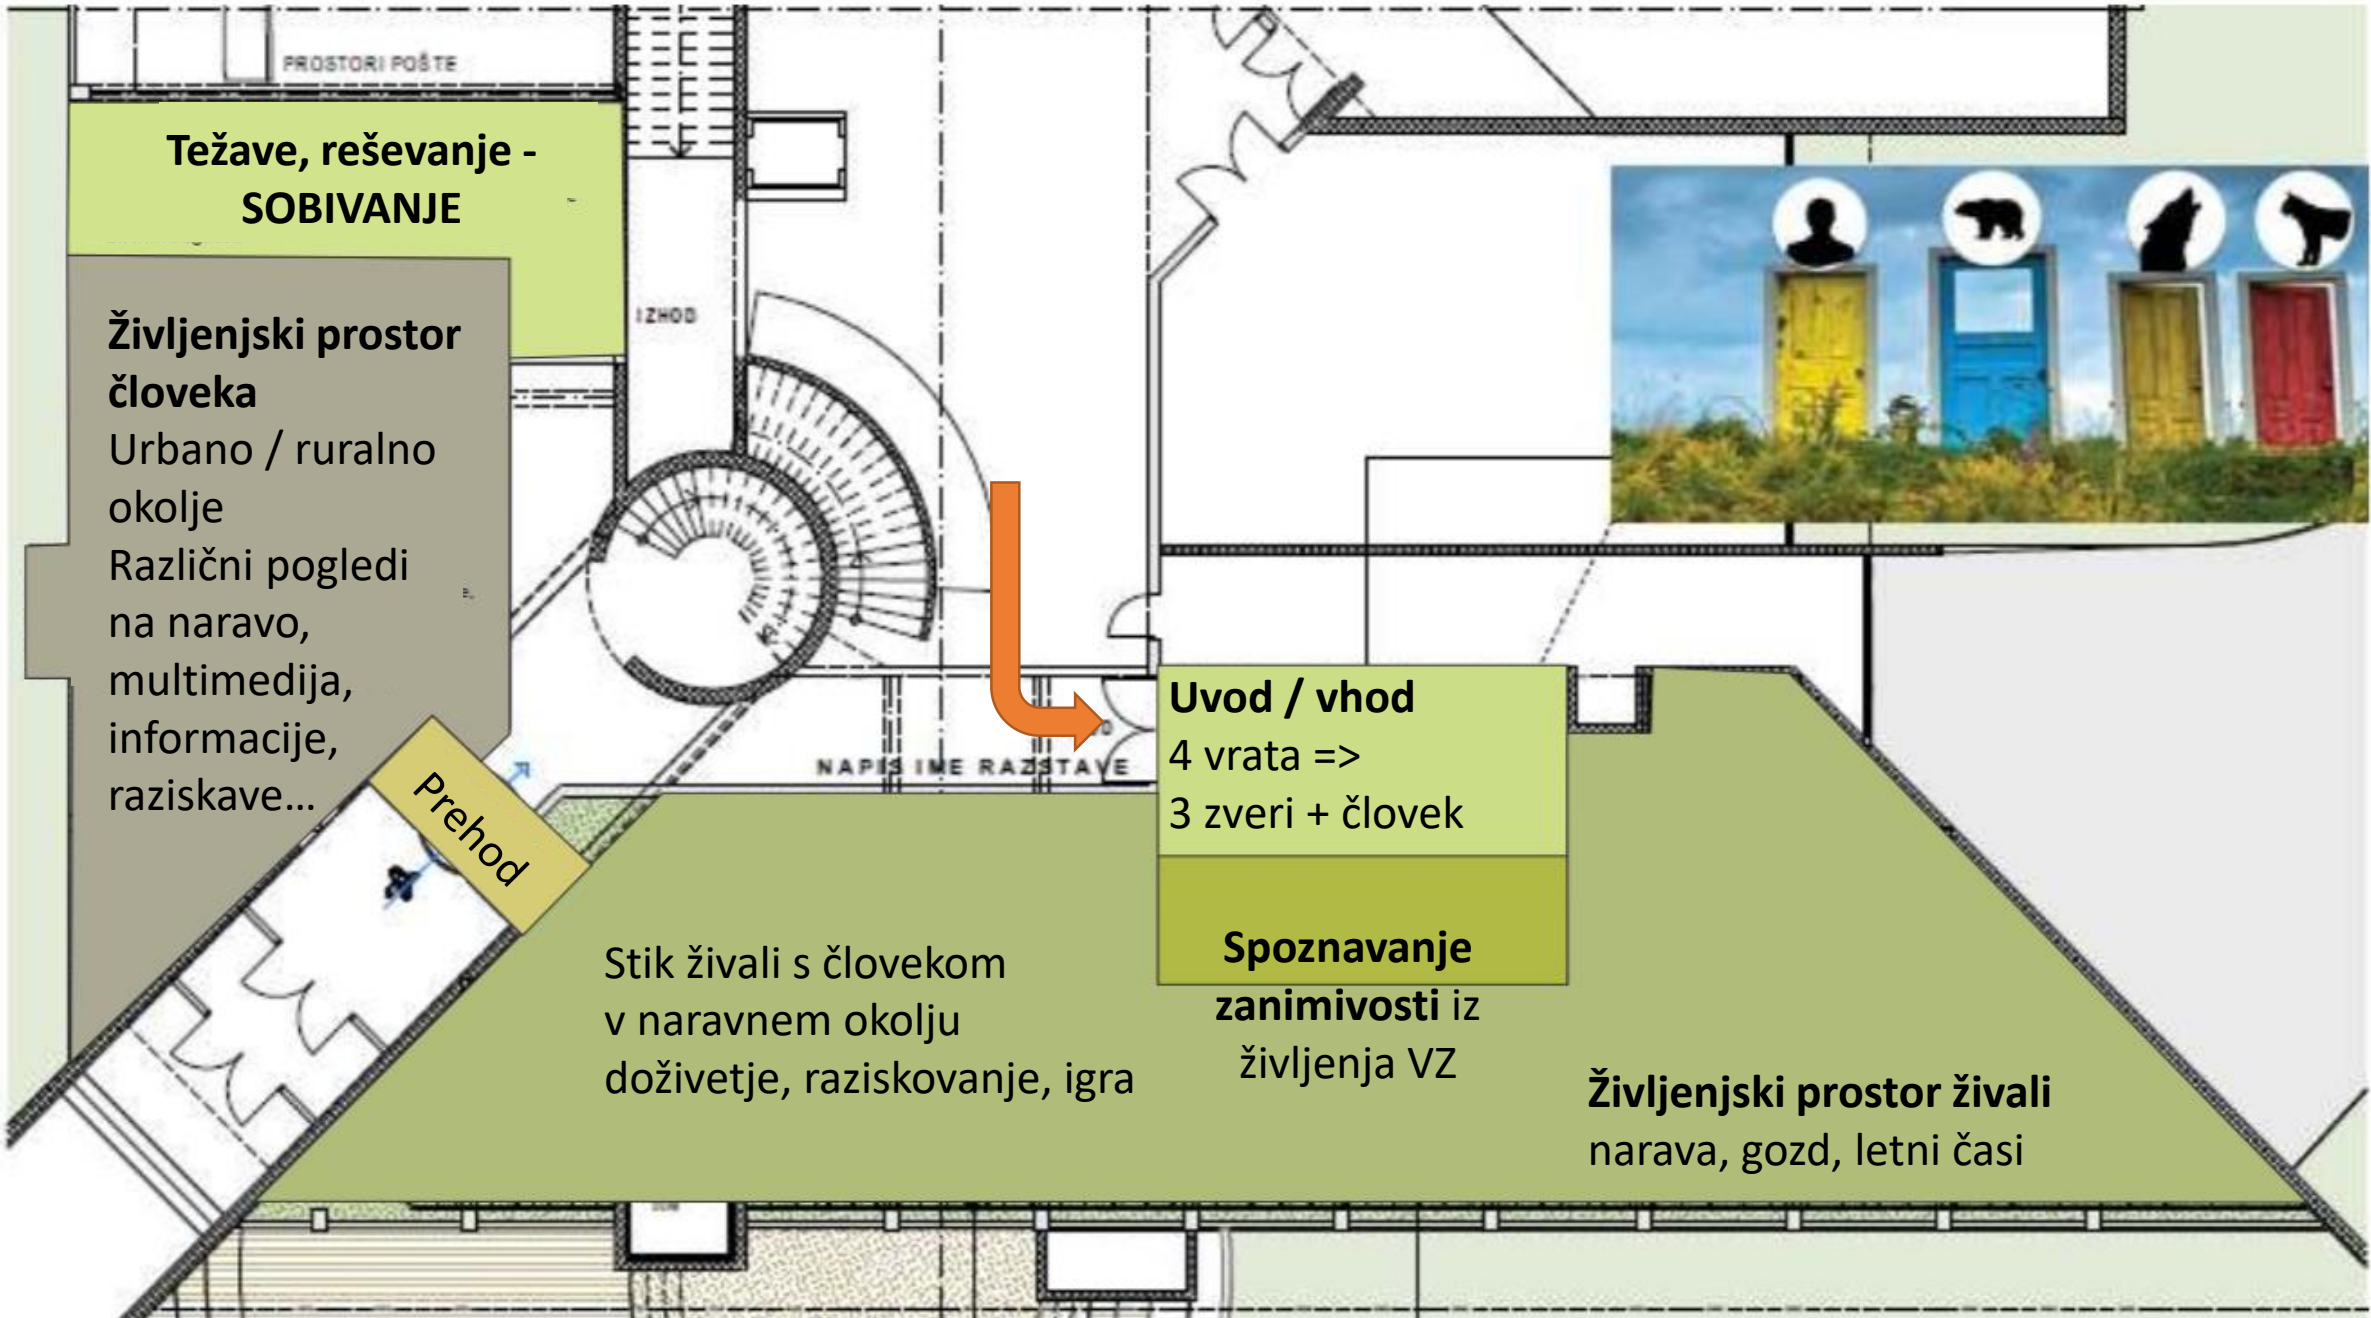 PROSTORI POŠTE
Težave, reševanje -
SOBIVANJE
Življenjski prostor
človeka
Urbano / ruralno
okolje
Različni pogledi
na naravo,
multimedija,
informacije,
raziskave…
IZHOD
Prehod
NAPIS IME RAZSTAVE
Uvod / vhod
4 vrata =>
3 zveri + človek
Spoznavanje
zanimivosti iz
življenja VZ
Stik živali s človekom
v naravnem okolju
doživetje, raziskovanje, igra
Življenjski prostor živali
narava, gozd, letni časi